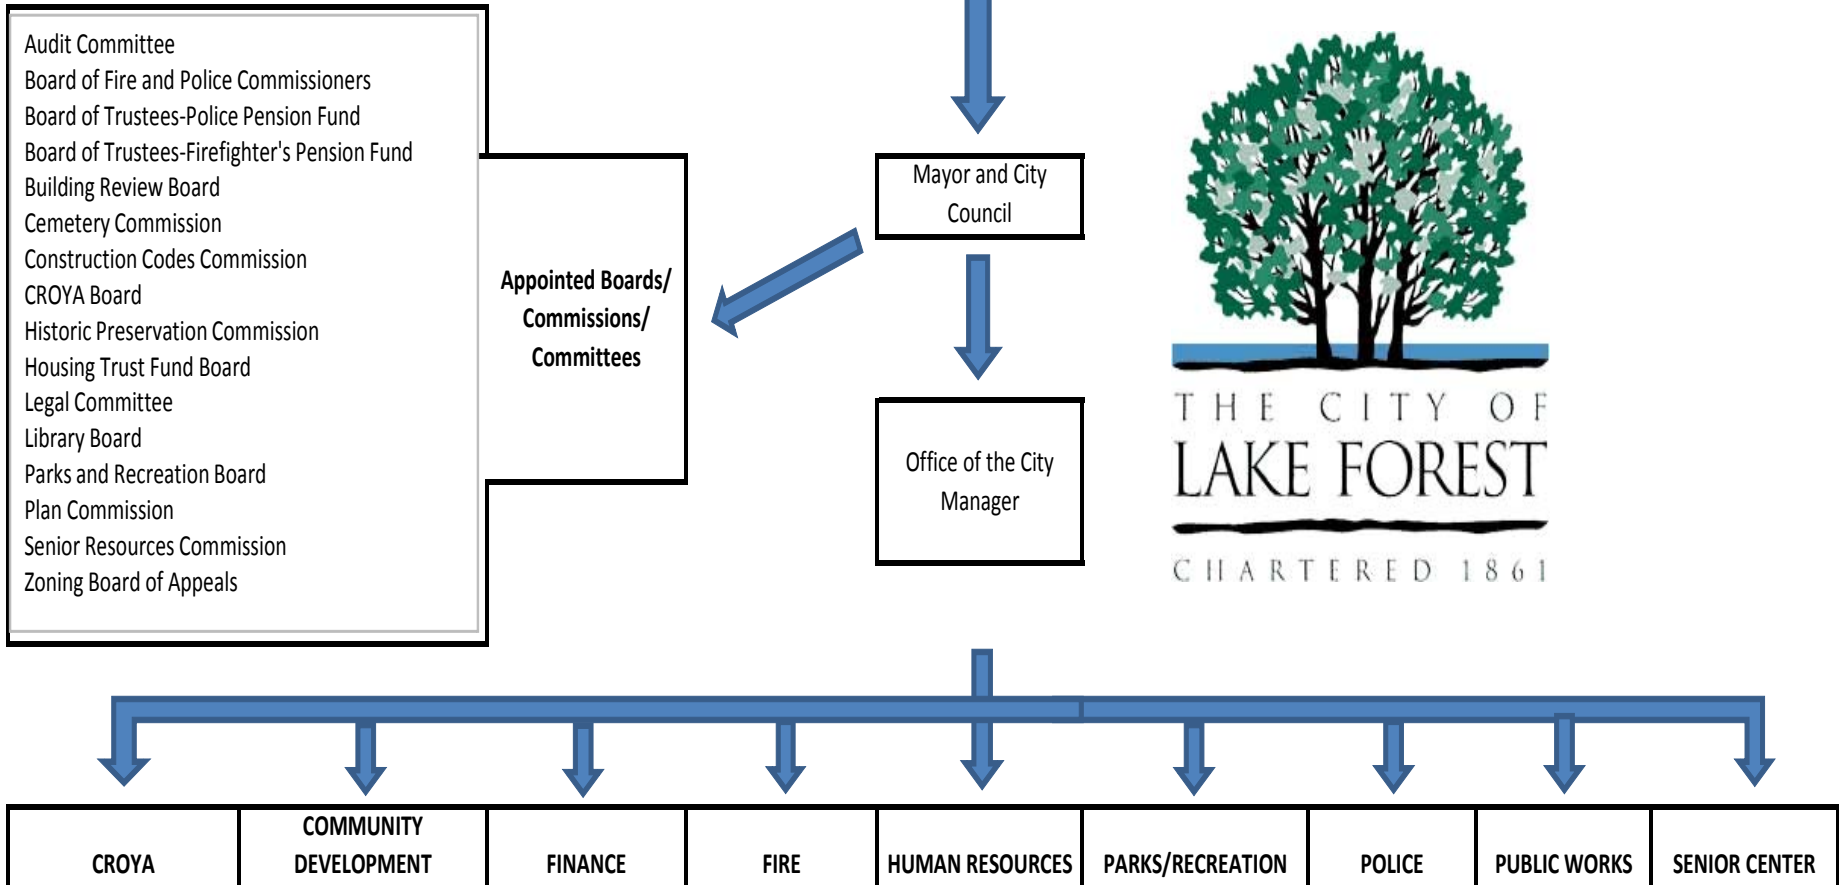 Audit Committee
Board of Fire and Police Commissioners
Board of Trustees-Police Pension Fund
Board of Trustees-Firefighter's Pension Fund
Building Review Board
Cemetery Commission
Construction Codes Commission
CROYA Board
Historic Preservation Commission
Housing Trust Fund Board
Legal Committee
Library Board
Parks and Recreation Board
Plan Commission
Senior Resources Commission
Zoning Board of Appeals
Appointed Boards/
Commissions/
Committees
Mayor and City
Council
Office of the City
Manager
THE CITY OF
LAKE FOREST
CHARTERED 1861
CROYA
COMMUNITY
DEVELOPMENT
FINANCE
FIRE
HUMAN RESOURCES
PARKS/RECREATION
POLICE
PUBLIC WORKS
SENIOR CENTER